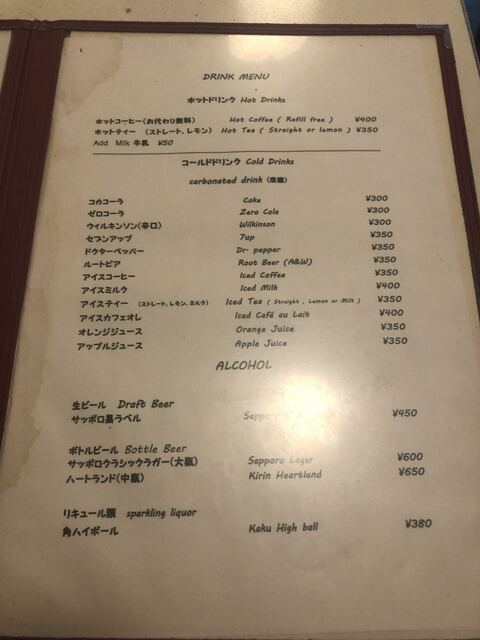 DRINK MENU
ホットドリンク Hot Drinks
ホットコーヒー(お代わり無料) Hot Coffee ( Refill free ) ¥400
ホットティー (ストレート、レモン) Hot Tea ( Streight or lemon ) ¥350
Add Milk 牛乳 ¥50
コールドドリンク Cold Drinks
carbonated drink (炭酸)
コカコーラ Coke ¥300
ゼロコーラ Zero Cola ¥300
ウィルキンソン(辛口) Wilkinson ¥300
セブンアップ 7up ¥350
ドクターペッパー Dr. pepper ¥350
ルートビア Root Beer (A&W) ¥350
アイスコーヒー Iced Coffee ¥350
アイスミルク Iced Milk ¥400
アイスティー (ストレート、レモン、ミルク) Iced Tea ( Straight , Lemon or Milk ) ¥350
アイスカフェオレ Iced Café au Lait ¥400
オレンジジュース Orange Juice ¥350
アップルジュース Apple Juice ¥350
ALCOHOL
生ビール Draft Beer
サッポロ黒ラベル ¥450
ボトルビール Bottle Beer
サッポロクラシックラガー(大瓶) Sapporo Lager ¥600
ハートランド(中瓶) Kirin Heartland ¥650
リキュール類 sparkling liquor
角ハイボール Kaku High ball ¥380